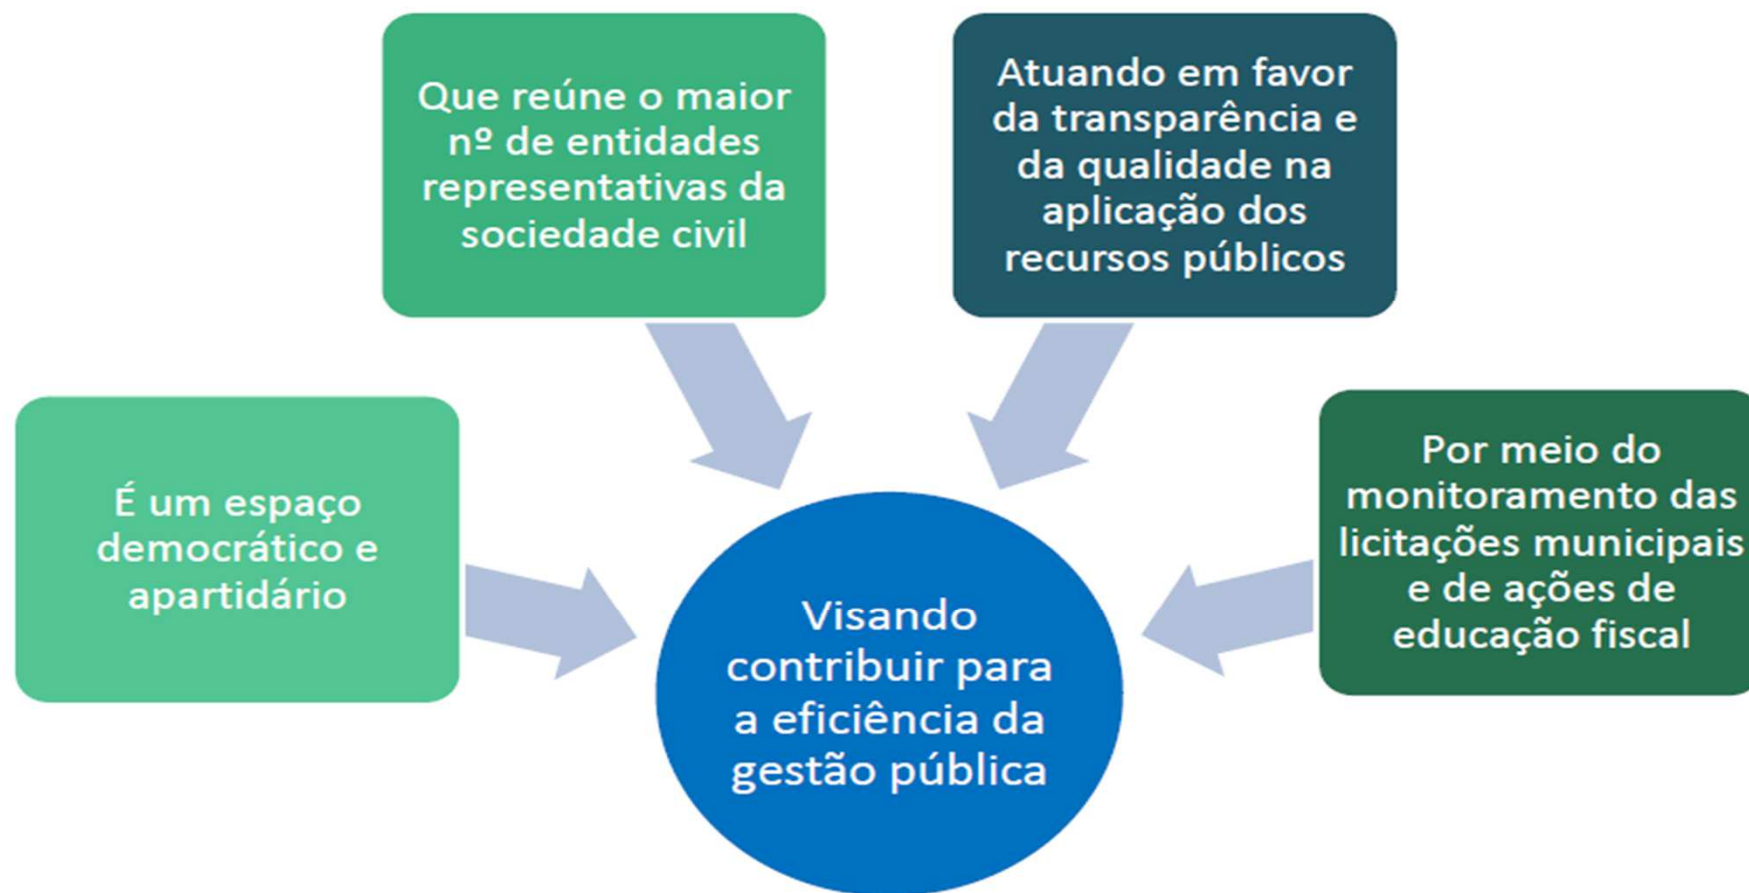 Que reúne o maior
nº de entidades
representativas da
sociedade civil
Atuando em favor
da transparência e
da qualidade na
aplicação dos
recursos públicos
É um espaço
democrático e
apartidário
Por meio do
monitoramento das
licitações municipais
e de ações de
educação fiscal
Visando
contribuir para
a eficiência da
gestão pública